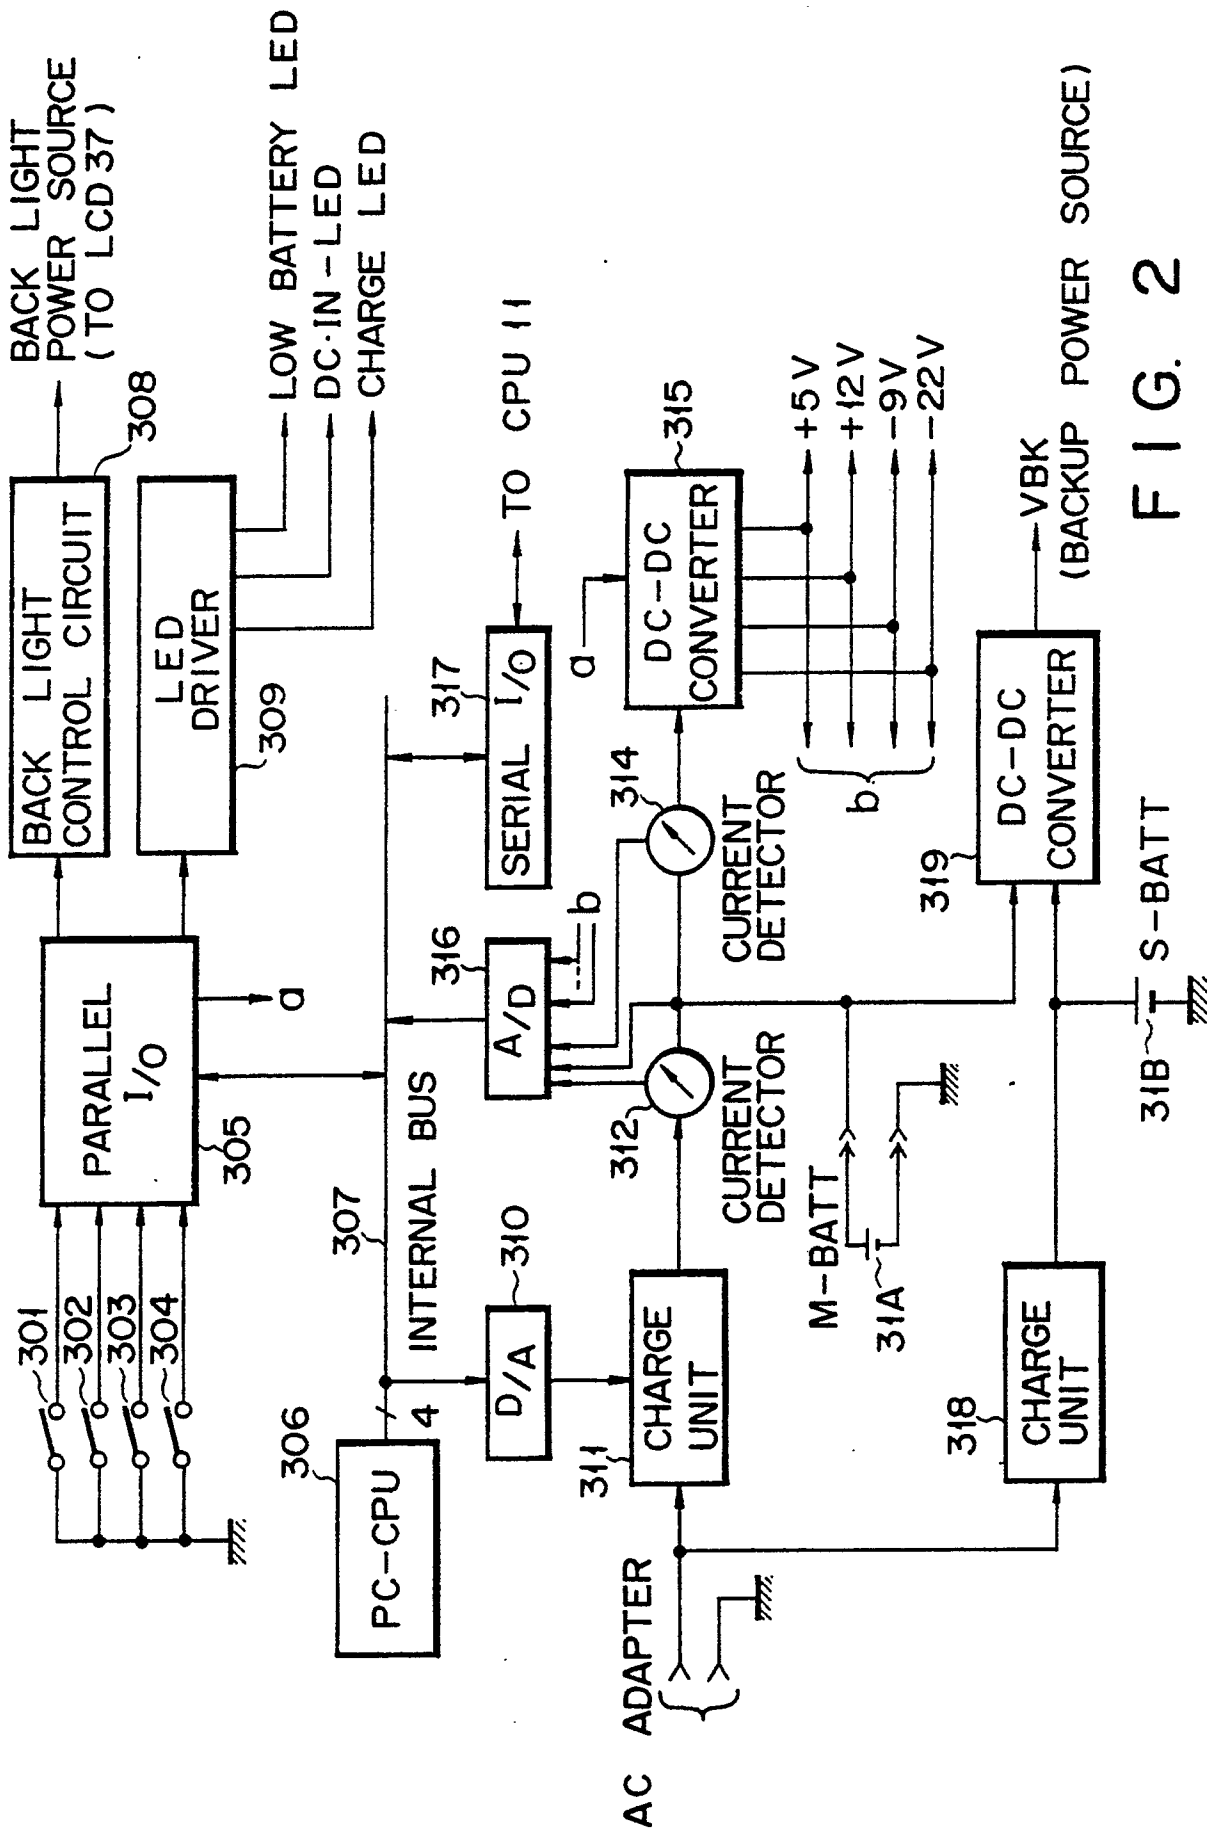 BACK LIGHT
POWER SOURCE
(TO LCD 37)
BACK LIGHT
CONTROL CIRCUIT
308
LED
DRIVER
309
LOW BATTERY LED
DC·IN-LED
CHARGE LED
PARALLEL
I/O
305
a
301
302
303
304
PC-CPU
306
4
307
INTERNAL BUS
D/A
310
A/D
316
b
SERIAL I/O
317
TO CPU 11
AC ADAPTER
CHARGE
UNIT
311
312
CURRENT
DETECTOR
314
CURRENT
DETECTOR
a
DC-DC
CONVERTER
315
+5V
+12V
-9V
-22V
b
M-BATT
31A
CHARGE
UNIT
318
31B
S-BATT
DC-DC
CONVERTER
319
VBK
(BACKUP POWER SOURCE)
FIG. 2